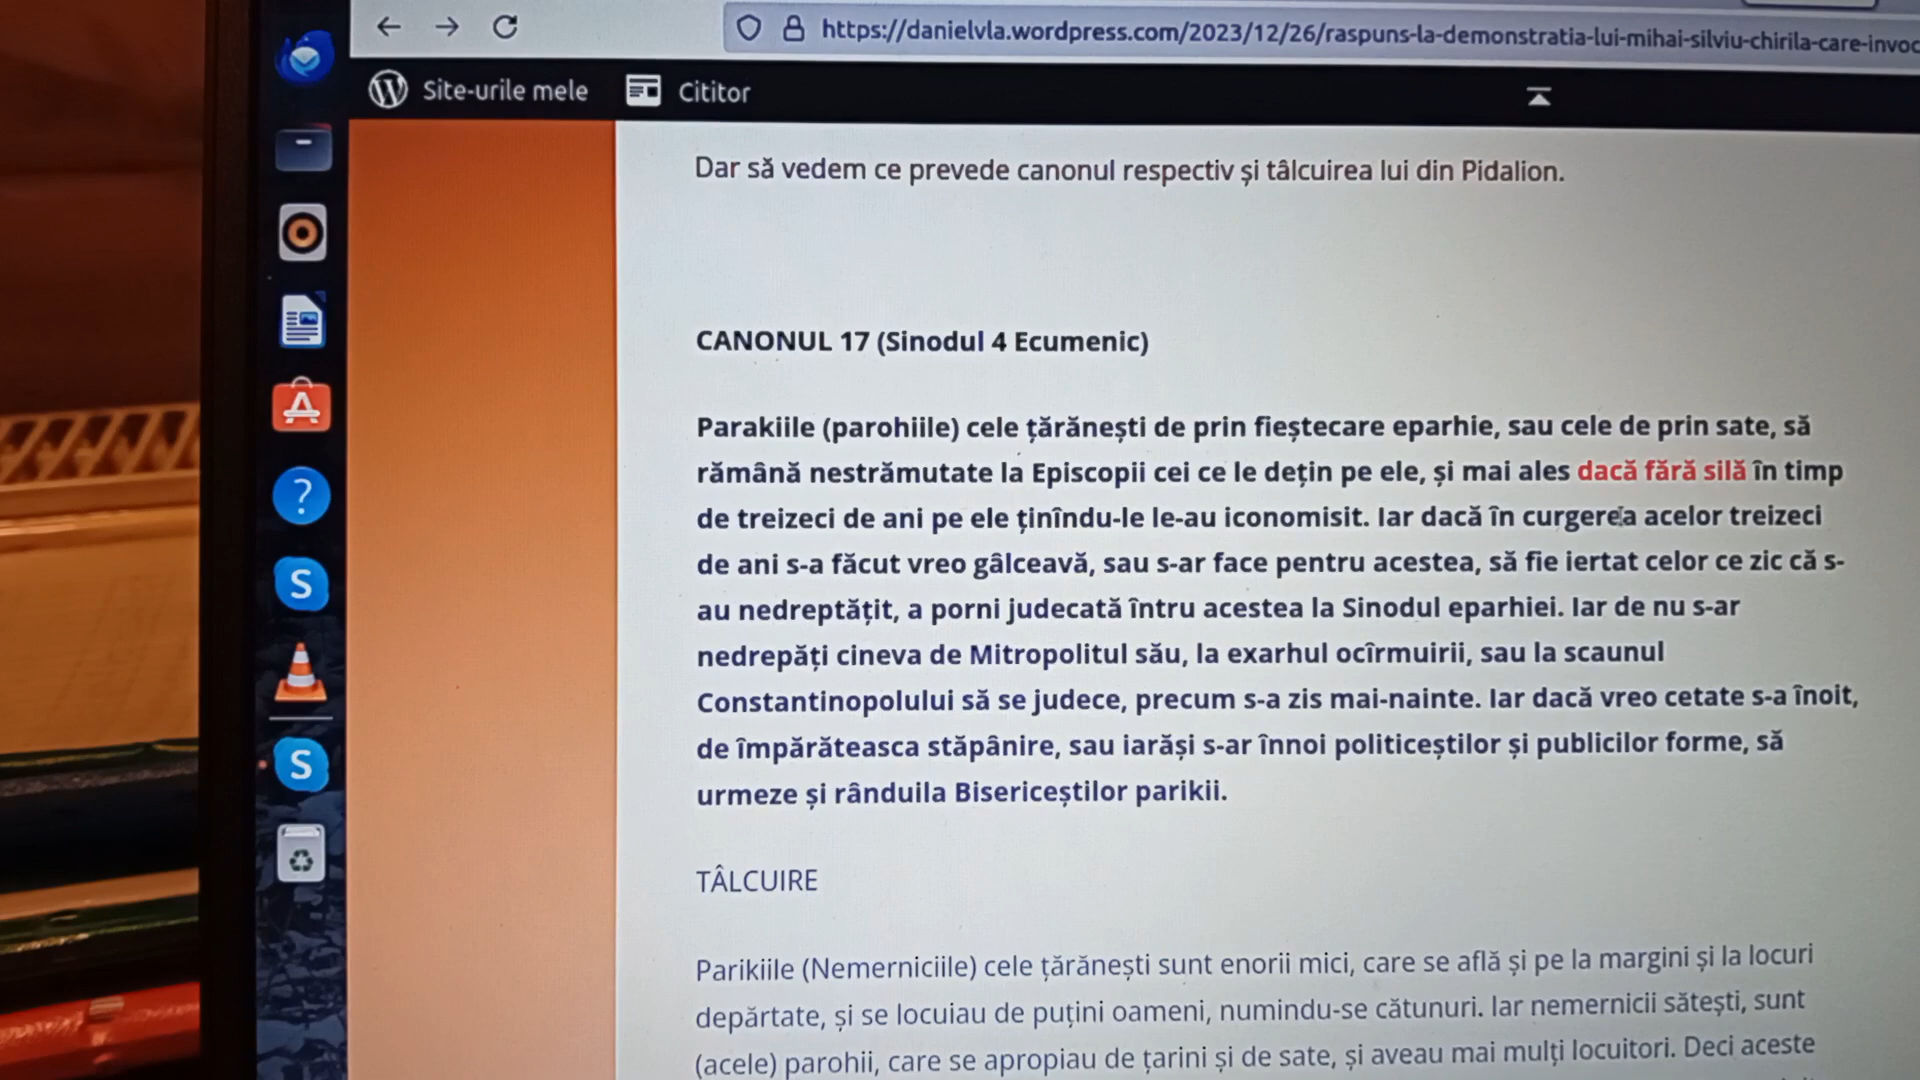 https://danielvla.wordpress.com/2023/12/26/raspuns-la-demonstratia-lui-mihai-silviu-chirila-care-invoc
Site-urile mele Cititor
Dar să vedem ce prevede canonul respectiv și tâlcuirea lui din Pidalion.
CANONUL 17 (Sinodul 4 Ecumenic)
Parakiile (parohiile) cele țărănești de prin fieștecare eparhie, sau cele de prin sate, să
rămână nestrămutate la Episcopii cei ce le dețin pe ele, și mai ales dacă fără silă în timp
de treizeci de ani pe ele ținîndu-le le-au iconomisit. Iar dacă în curgerea acelor treizeci
de ani s-a făcut vreo gâlceavă, sau s-ar face pentru acestea, să fie iertat celor ce zic că s-
au nedreptățit, a porni judecată întru acestea la Sinodul eparhiei. Iar de nu s-ar
nedrepăți cineva de Mitropolitul său, la exarhul ocîrmuirii, sau la scaunul
Constantinopolului să se judece, precum s-a zis mai-nainte. Iar dacă vreo cetate s-a înoit,
de împărăteasca stăpânire, sau iarăși s-ar înnoi politiceștilor și publicilor forme, să
urmeze și rânduila Bisericeștilor parikii.
TÂLCUIRE
Parikiile (Nemerniciile) cele țărănești sunt enorii mici, care se află și pe la margini și la locuri
depărtate, și se locuiau de puțini oameni, numindu-se cătunuri. Iar nemernicii sătești, sunt
(acele) parohii, care se apropiau de țarini și de sate, și aveau mai mulți locuitori. Deci aceste